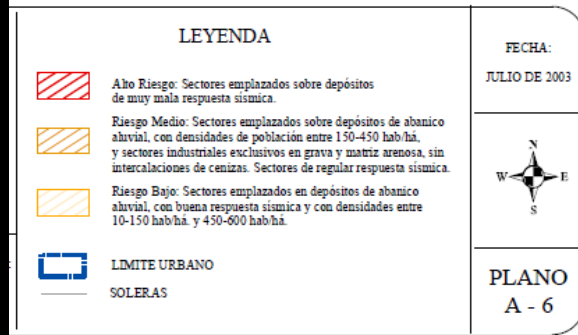 LEYENDA
Alto Riesgo: Sectores emplazados sobre depósitos
de muy mala respuesta sísmica.
Riesgo Medio: Sectores emplazados sobre depósitos de abanico
aluvial, con densidades de población entre 150-450 hab/há,
y sectores industriales exclusivos en grava y matriz arenosa, sin
intercalaciones de cenizas. Sectores de regular respuesta sísmica.
Riesgo Bajo: Sectores emplazados en depósitos de abanico
aluvial, con buena respuesta sísmica y con densidades entre
10-150 hab/há. y 450-600 hab/há.
LIMITE URBANO
SOLERAS
FECHA:
JULIO DE 2003
N
W
E
S
PLANO
A - 6